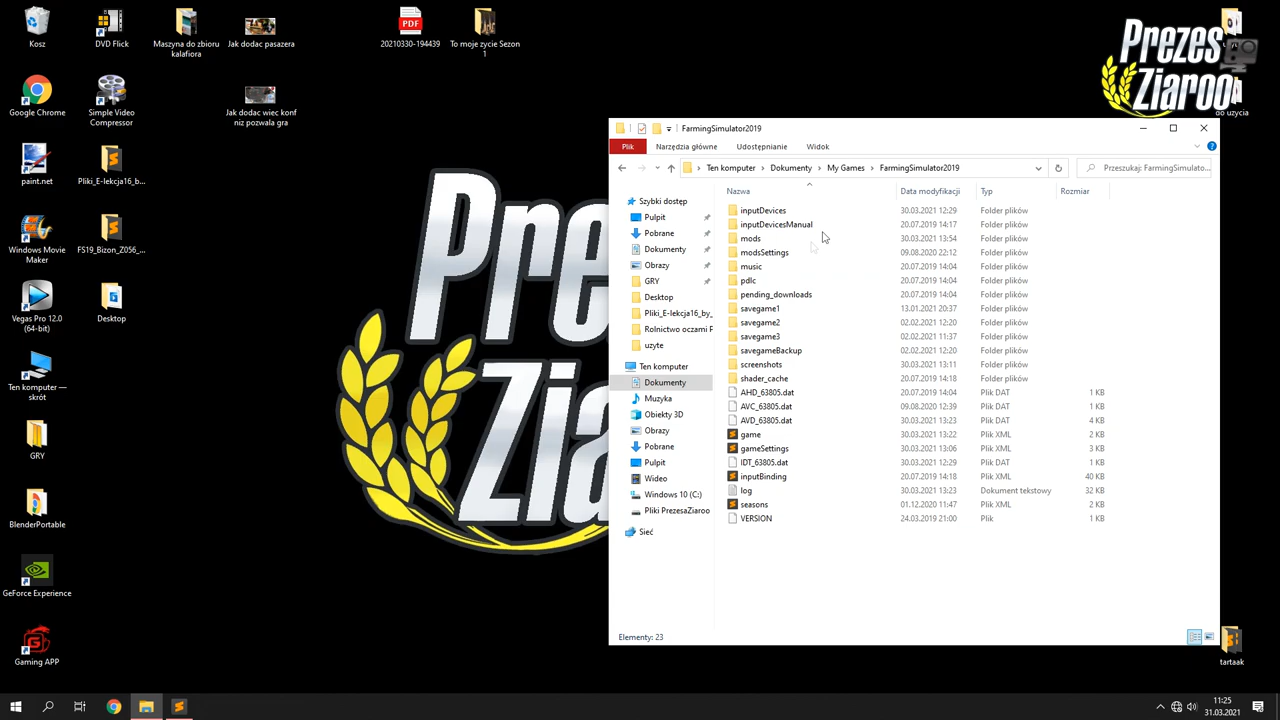 Kosz
DVD Flick
Maszyna do zbioru
kalafiora
Jak dodac pasazera
PDF
20210330-194439
To moje zycie Sezon
1
Google Chrome
Simple Video
Compressor
Jak dodac wiec konf
niz pozwala gra
paint.net
Pliki_E-lekcja16_b...
Windows Movie
Maker
FS19_Bizon_Z056_...
Vegas Pro 12.0
(64-bit)
Desktop
Ten komputer —
skrót
GRY
BlenderPortable
GeForce Experience
Gaming APP
Prezes
Ziaroo
do uzycia
tartaak
FarmingSimulator2019
Plik
Narzędzia główne
Udostępnianie
Widok
Ten komputer
Dokumenty
My Games
FarmingSimulator2019
Przeszukaj: FarmingSimulato...
Szybki dostęp
Pulpit
Pobrane
Dokumenty
Obrazy
GRY
Desktop
Pliki_E-lekcja16_by_
Rolnictwo oczami P
uzyte
Ten komputer
Dokumenty
Muzyka
Obiekty 3D
Obrazy
Pobrane
Pulpit
Wideo
Windows 10 (C:)
Pliki PrezesaZiaroo
Sieć
Nazwa Data modyfikacji Typ Rozmiar
inputDevices 30.03.2021 12:29 Folder plików
inputDevicesManual 20.07.2019 14:17 Folder plików
mods 30.03.2021 13:54 Folder plików
modsSettings 09.08.2020 22:12 Folder plików
music 20.07.2019 14:04 Folder plików
pdlc 20.07.2019 14:04 Folder plików
pending_downloads 20.07.2019 14:04 Folder plików
savegame1 13.01.2021 20:37 Folder plików
savegame2 02.02.2021 12:20 Folder plików
savegame3 02.02.2021 11:37 Folder plików
savegameBackup 02.02.2021 12:20 Folder plików
screenshots 30.03.2021 13:11 Folder plików
shader_cache 20.07.2019 14:18 Folder plików
AHD_63805.dat 20.07.2019 14:04 Plik DAT 1 KB
AVC_63805.dat 09.08.2020 12:39 Plik DAT 1 KB
AVD_63805.dat 30.03.2021 13:23 Plik DAT 4 KB
game 30.03.2021 13:22 Plik XML 2 KB
gameSettings 30.03.2021 13:06 Plik XML 3 KB
IDT_63805.dat 30.03.2021 12:29 Plik DAT 1 KB
inputBinding 20.07.2019 14:18 Plik XML 40 KB
log 30.03.2021 13:23 Dokument tekstowy 32 KB
seasons 01.12.2020 11:47 Plik XML 2 KB
VERSION 24.03.2019 21:00 Plik 1 KB
Elementy: 23
11:25
31.03.2021